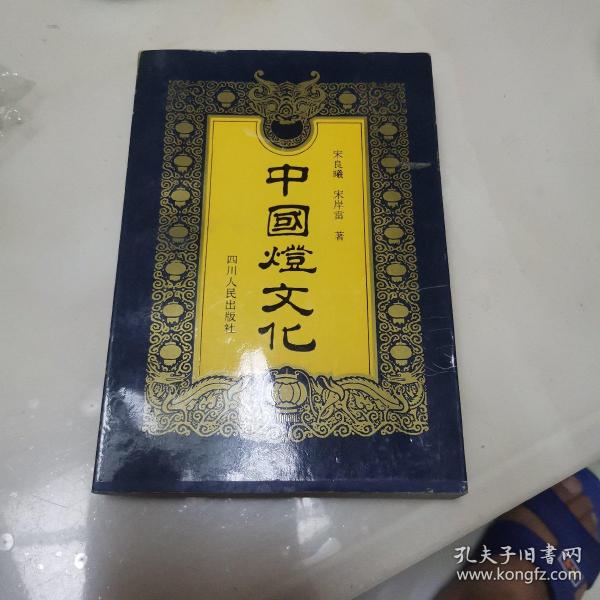 宋良曦 宋岸雷 著
中國燈文化
四川人民出版社
孔夫子旧书网
www.kongfz.com